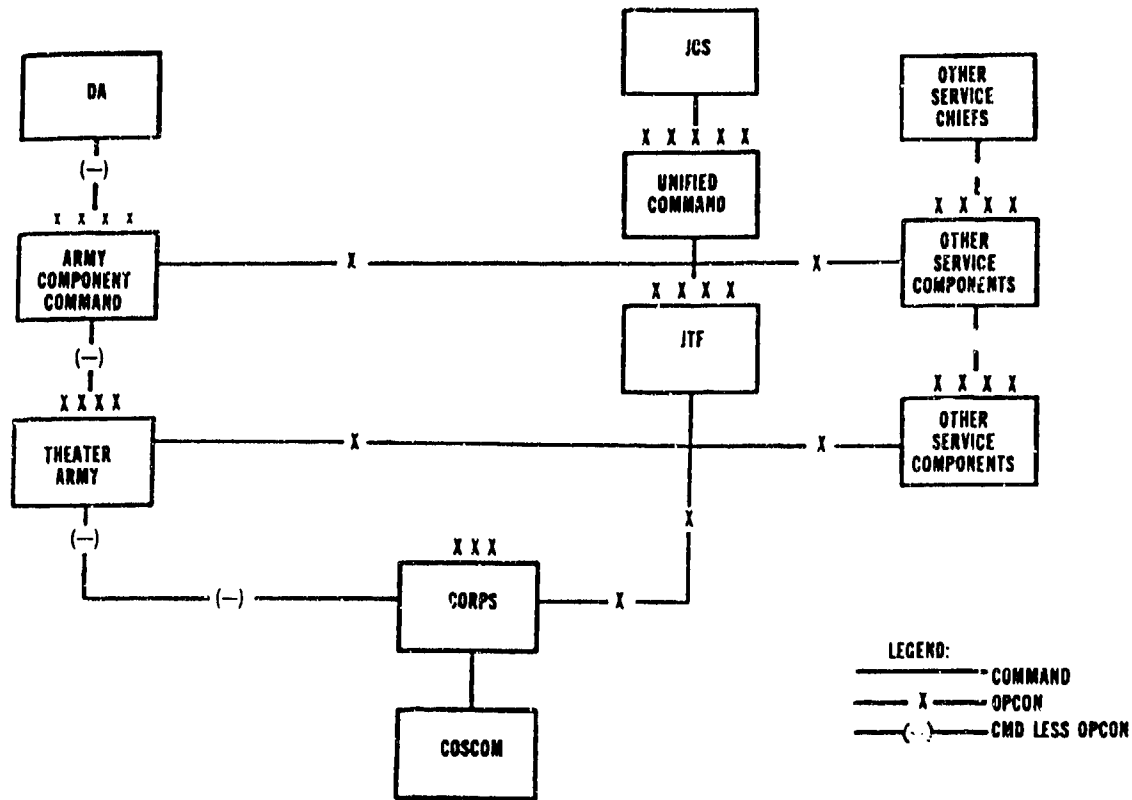 JCS
DA
OTHER
SERVICE
CHIEFS
X X X X X
(—)
UNIFIED
COMMAND
X X X X
X X X X
ARMY
COMPONENT
COMMAND
X
X
OTHER
SERVICE
COMPONENTS
X X X X
JTF
(—)
X X X X
X X X X
THEATER
ARMY
X
X
OTHER
SERVICE
COMPONENTS
X
(—)
X X X
(—)
CORPS
X
LEGEND:
COMMAND
X OPCON
(—) CMD LESS OPCON
COSCOM